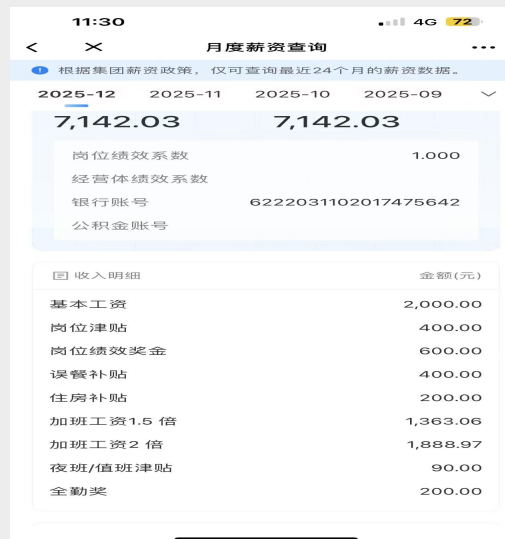 11:30 4G 72
月度薪资查询
根据集团薪资政策，仅可查询最近24个月的薪资数据。
2025-12 2025-11 2025-10 2025-09
7,142.03 7,142.03
岗位绩效系数 1.000
经营体绩效系数
银行账号 6222031102017475642
公积金账号
收入明细 金额(元)
基本工资 2,000.00
岗位津贴 400.00
岗位绩效奖金 600.00
误餐补贴 400.00
住房补贴 200.00
加班工资1.5 倍 1,363.06
加班工资2 倍 1,888.97
夜班/值班津贴 90.00
全勤奖 200.00